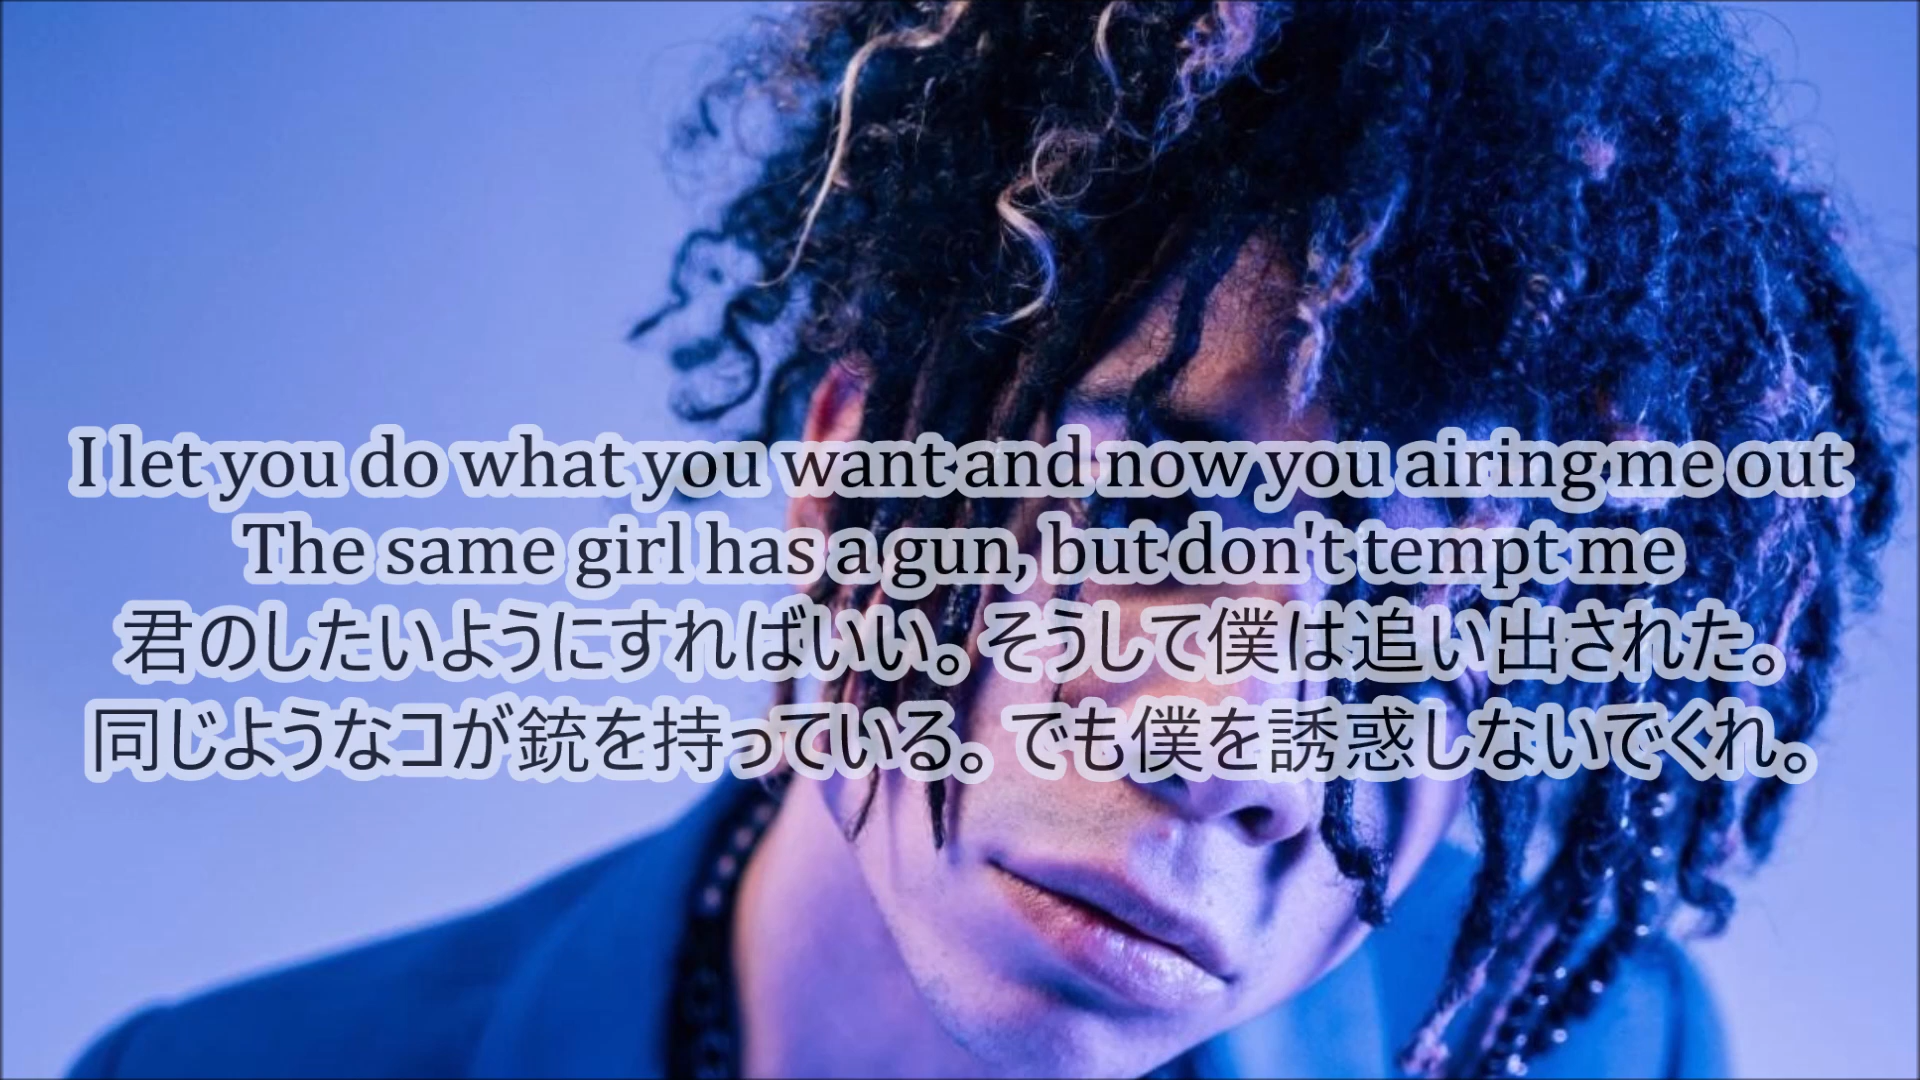 I let you do what you want and now you airing me out
The same girl has a gun, but don't tempt me
君のしたいようにすればいい。そうして僕は追い出された。
同じようなコが銃を持っている。でも僕を誘惑しないでくれ。